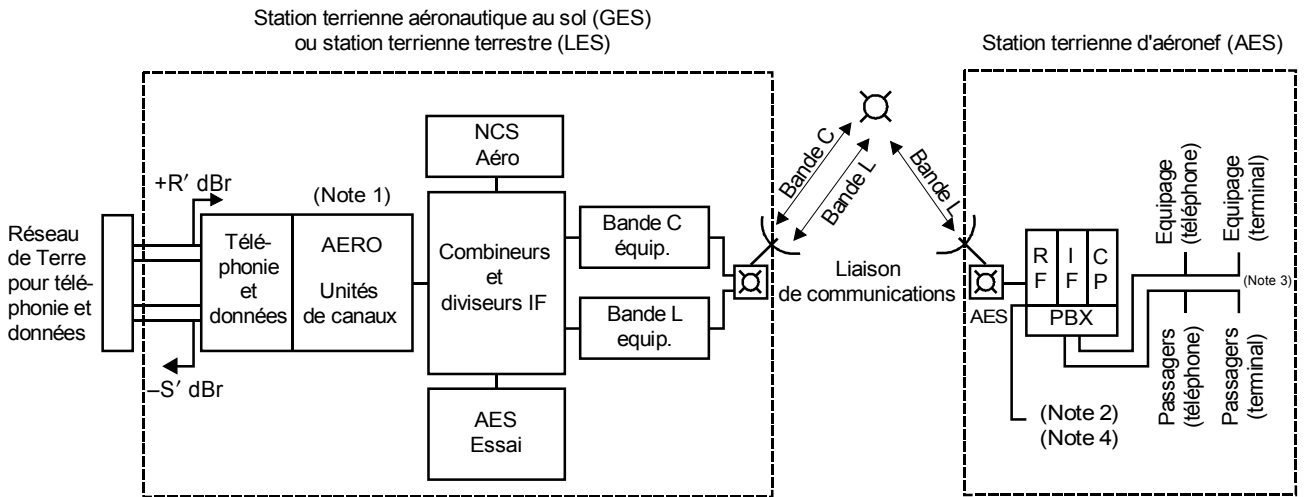 Station terrienne aéronautique au sol (GES)
ou station terrienne terrestre (LES)
Station terrienne d'aéronef (AES)
NCS
Aéro
+R′ dBr
(Note 1)
Réseau
de Terre
pour télé-
phonie et
données
Télé-
phonie
et
données
AERO
Unités
de canaux
Combineurs
et
diviseurs IF
Bande C
équip.
Bande L
equip.
–S′ dBr
AES
Essai
Bande C
Bande L
Bande L
Liaison
de communications
AES
RF
IF
CP
PBX
Equipage
(téléphone)
Equipage
(terminal)
(Note 3)
Passagers
(téléphone)
Passagers
(terminal)
(Note 2)
(Note 4)